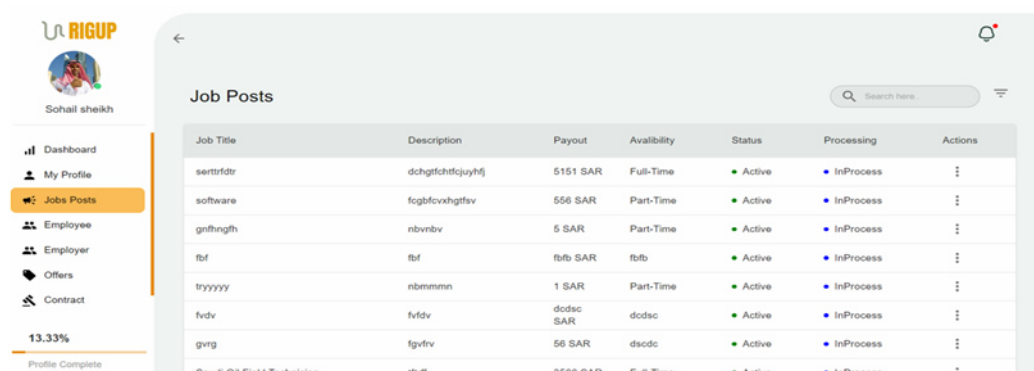 RIGUP
Sohail sheikh
Dashboard
My Profile
Jobs Posts
Employee
Employer
Offers
Contract
13.33%
Profile Complete
Job Posts
Search here.
Job Title Description Payout Avalibility Status Processing Actions
serttrfdtr dchgtfchtfcjuyhfj 5151 SAR Full-Time Active InProcess
software fcgbfcvxhgtfsv 556 SAR Part-Time Active InProcess
gnfhngfh nbvnbv 5 SAR Part-Time Active InProcess
fbf fbf fbfb SAR fbfb Active InProcess
tryyyyy nbmmmn 1 SAR Part-Time Active InProcess
fvdv fvfdv dcdsc SAR dcdsc Active InProcess
gvrg fgvfrv 56 SAR dscdc Active InProcess